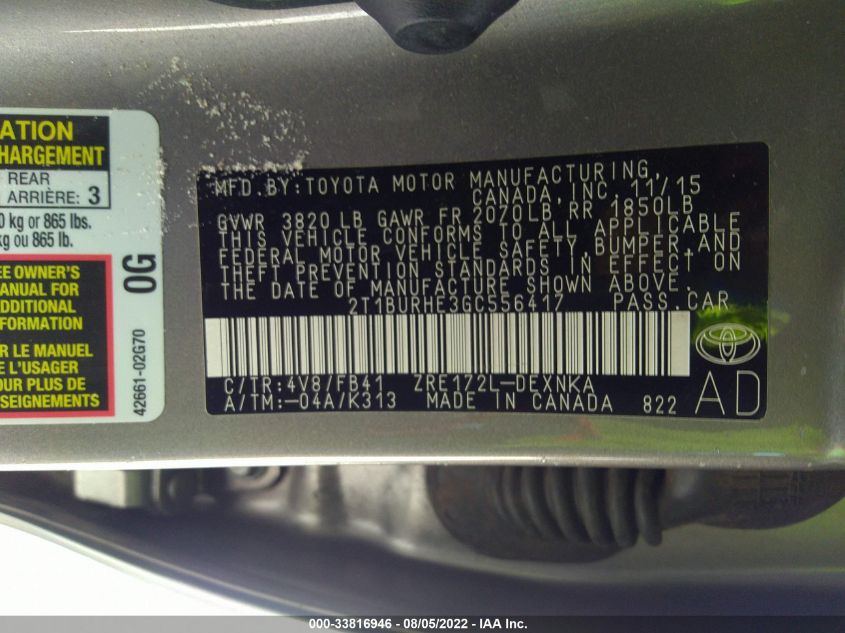 ATION
HARGEMENT
REAR
ARRIÈRE: 3
0 kg or 865 lbs.
kg ou 865 lb.
EE OWNER'S
MANUAL FOR
ADDITIONAL
INFORMATION
IR LE MANUEL
E L'USAGER
OUR PLUS DE
SEIGNEMENTS
0G
42661-02G70
MFD.BY:TOYOTA MOTOR MANUFACTURING,
CANADA, INC. 11/15
GVWR 3820 LB GAWR FR 2020LB, RR 1850LB
THIS VEHICLE CONFORMS TO ALL APPLICABLE
FEDERAL MOTOR VEHICLE SAFETY, BUMPER, AND
THEFT PREVENTION STANDARDS IN EFFECT ON
THE DATE OF MANUFACTURE SHOWN ABOVE.
2T1BURHE3GC556417 PASS.CAR
C/TR:4V8/FB41 ZRE172L-DEXNKA
A/TM:-04A/K313 MADE IN CANADA 822
AD
000-33816946 - 08/05/2022 - IAA Inc.